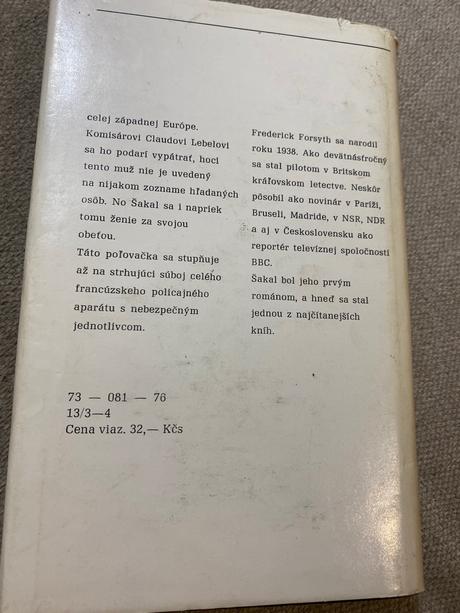 celej západnej Európe.
Komisárovi Claudovi Lebelovi
sa ho podarí vypátrať, hoci
tento muž nie je uvedený
na nijakom zozname hľadaných
osôb. No Šakal sa i napriek
tomu ženie za svojou
obeťou.
Táto poľovačka sa stupňuje
až na strhujúci súboj celého
francúzskeho policajného
aparátu s nebezpečným
jednotlivcom.
Frederick Forsyth sa narodil
roku 1938. Ako devätnásťročný
sa stal pilotom v Britskom
kráľovskom letectve. Neskôr
pôsobil ako novinár v Paríži,
Bruseli, Madride, v NSR, NDR
a aj v Československu ako
reportér televíznej spoločnosti
BBC.
Šakal bol jeho prvým
románom, a hneď sa stal
jednou z najčítanejších
kníh.
73 — 081 — 76
13/3—4
Cena viaz. 32,— Kčs